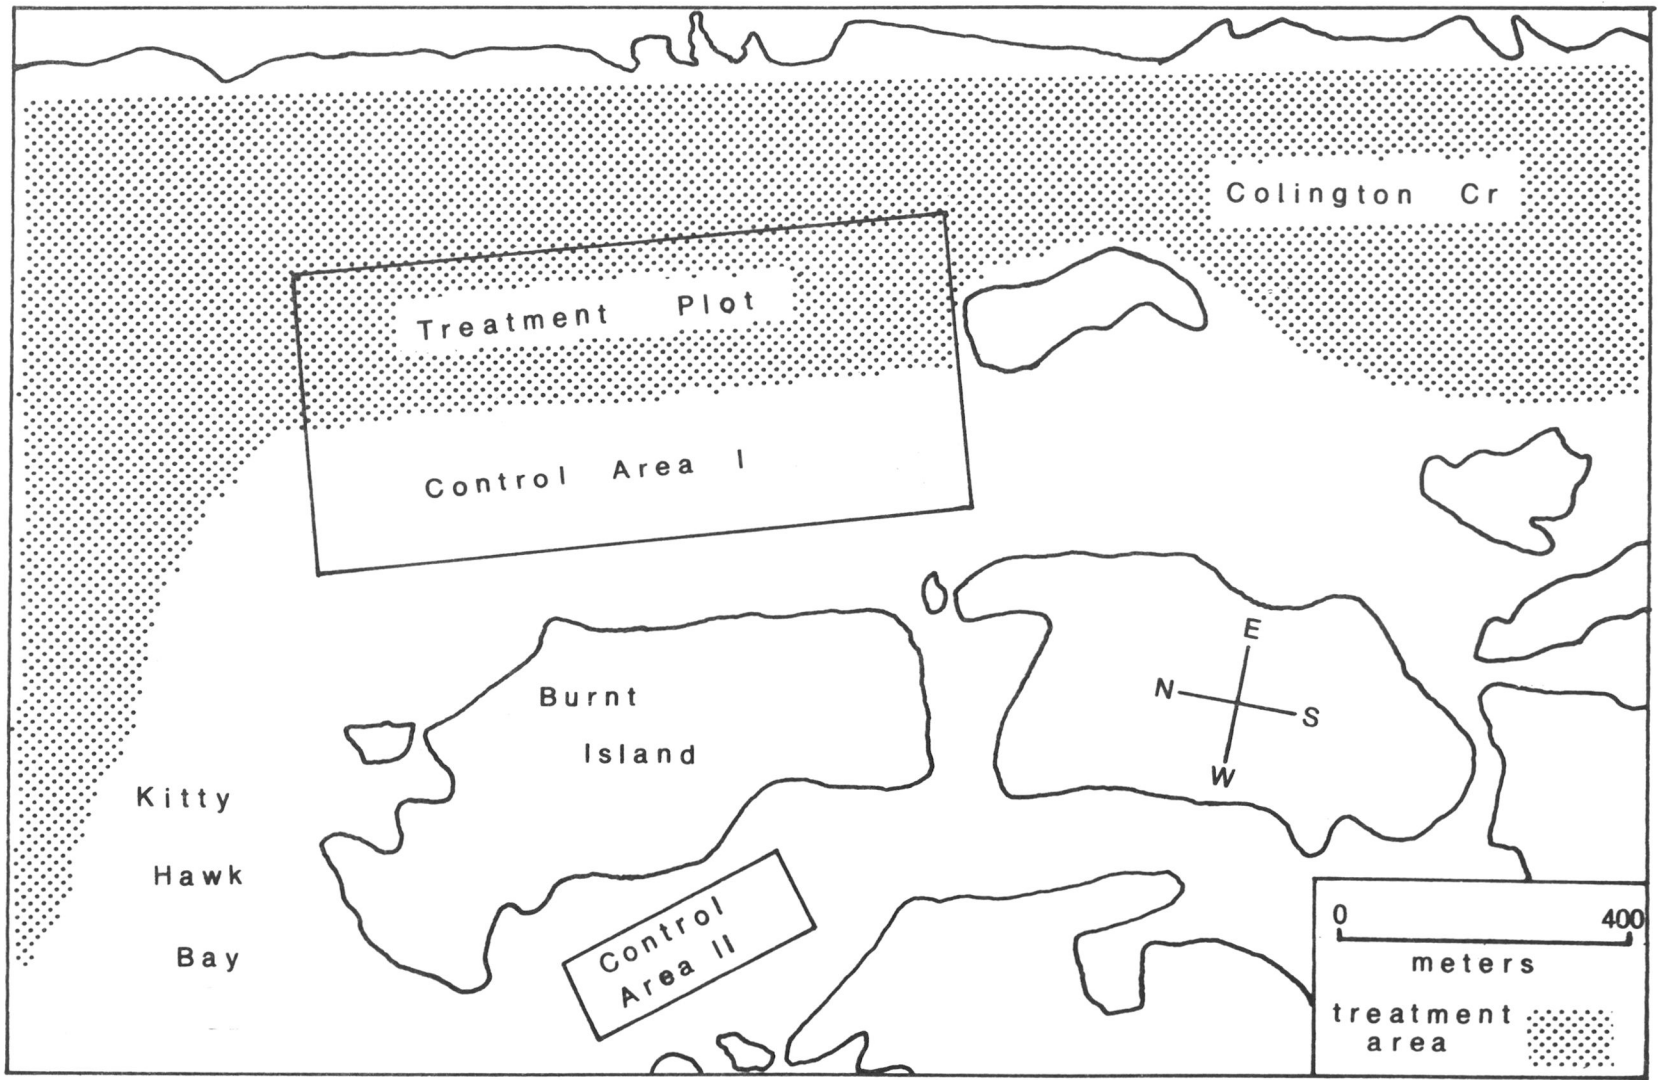 Colington Cr
Treatment Plot
Control Area I
E
N
S
W
Burnt
Island
Kitty
Hawk
Bay
Control
Area II
0 400
meters
treatment
area